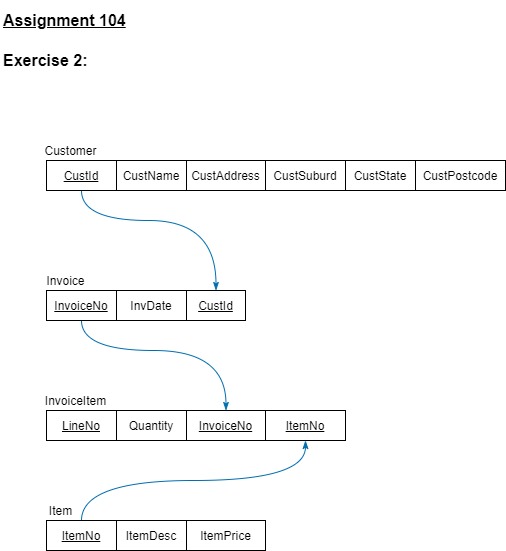 Assignment 104
Exercise 2:
Customer
CustId CustName CustAddress CustSuburd CustState CustPostcode
Invoice
InvoiceNo InvDate CustId
InvoiceItem
LineNo Quantity InvoiceNo ItemNo
Item
ItemNo ItemDesc ItemPrice